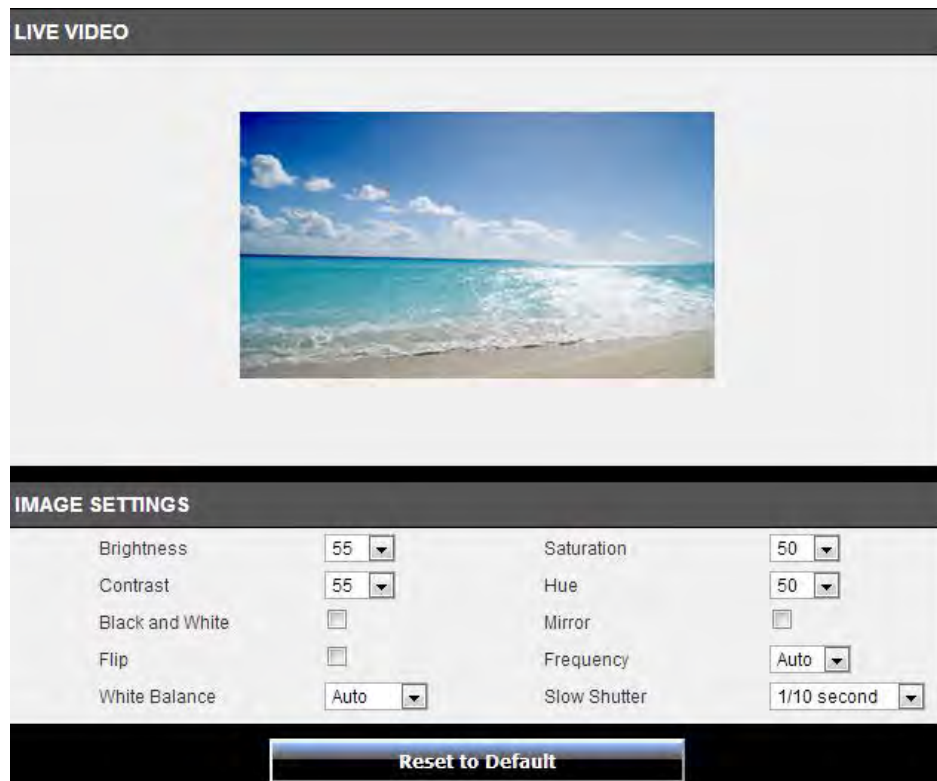 LIVE VIDEO
IMAGE SETTINGS
Brightness 55 Saturation 50
Contrast 55 Hue 50
Black and White Mirror
Flip Frequency Auto
White Balance Auto Slow Shutter 1/10 second
Reset to Default